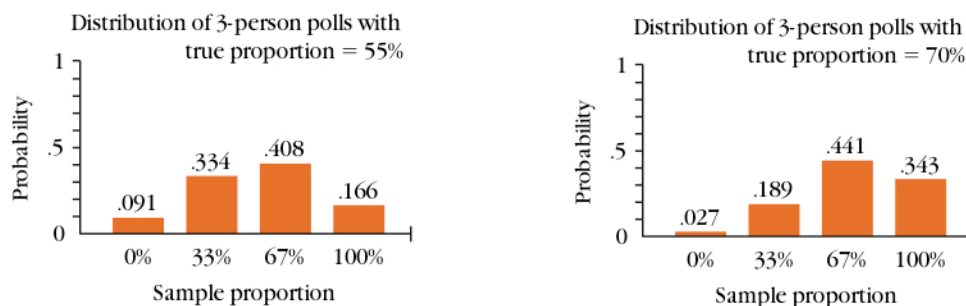 Distribution of 3-person polls with
true proportion = 55%
1
.5
0
Probability
.091
.334
.408
.166
0%
33%
67%
100%
Sample proportion
Distribution of 3-person polls with
true proportion = 70%
1
.5
0
Probability
.027
.189
.441
.343
0%
33%
67%
100%
Sample proportion